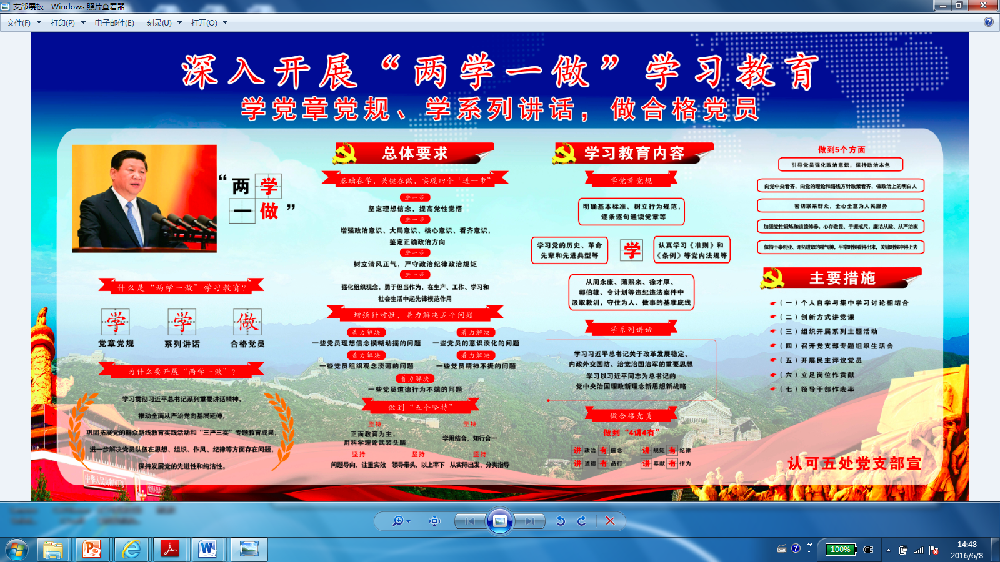 支部展板 - Windows 照片查看器
文件(F) 打印(P) 电子邮件(E) 刻录(U) 打开(O)
深入开展“两学一做”学习教育
学党章党规、学系列讲话，做合格党员
“两学
一做”
什么是“两学一做”学习教育?
学 学 做
党章党规 系列讲话 合格党员
为什么要开展“两学一做”?
学习贯彻习近平总书记系列重要讲话精神，
推动全面从严治党向基层延伸，
巩固拓展党的群众路线教育实践活动和“三严三实”专题教育成果，
进一步解决党员队伍在思想、组织、作风、纪律等方面存在问题，
保持发展党的先进性和纯洁性。
中华人民共和国万岁
总体要求
基础在学，关键在做，实现四个“进一步”
进一步
坚定理想信念，提高党性觉悟
进一步
增强政治意识、大局意识、核心意识、看齐意识，
鉴定正确政治方向
进一步
树立清风正气，严守政治纪律政治规矩
进一步
强化组织观念，勇于担当作为，在生产、工作、学习和
社会生活中起先锋模范作用
增强针对性，着力解决五个问题
着力解决 着力解决
一些党员理想信念模糊动摇的问题 一些党员的意识淡化的问题
着力解决 着力解决
一些党员组织观念淡薄的问题 一些党员精神不振的问题
着力解决
一些党员道德行为不端的问题
做到“五个坚持”
坚持 坚持
正面教育为主，
用科学理论武装头脑
学用结合，知行合一
坚持 坚持 坚持
问题导向，注重实效 领导带头，以上率下 从实际出发，分类指导
学习教育内容
学党章党规
明确基本标准、树立行为规范，
逐条逐句通读党章等
学习党的历史、革命
先辈和先进典型等
学
认真学习《准则》和
《条例》等党内法规等
从周永康、薄熙来、徐才厚、
郭伯雄、令计划等违纪违法案件中
汲取教训，守住为人、做事的基准底线
学系列讲话
学习习近平总书记关于改革发展稳定、
内政外交国防、治党治国治军的重要思想
学习以习近平同志为总书记的
党中央治国理政新理念新思想新战略
做合格党员
做到“4讲4有”
讲政治 有信念 讲规矩 有纪律
讲道德 有品行 讲奉献 有作为
做到5个方面
引导党员强化政治意识，保持政治本色
向党中央看齐，向党的理论和路线方针政策看齐，做政治上的明白人
密切联系群众，全心全意为人民服务
加强党性锻炼和道德修养，心存敬畏、手握戒尺，廉洁从政、从严治家
保持干事创业、开拓进取的精气神，平常时候看得出来，关键时候冲得上去
主要措施
（一）个人自学与集中学习讨论相结合
（二）创新方式讲党课
（三）组织开展系列主题活动
（四）召开党支部专题组织生活会
（五）开展民主评议党员
（六）立足岗位作贡献
（七）领导干部作表率
认可五处党支部宣
100%
14:48
2016/6/8